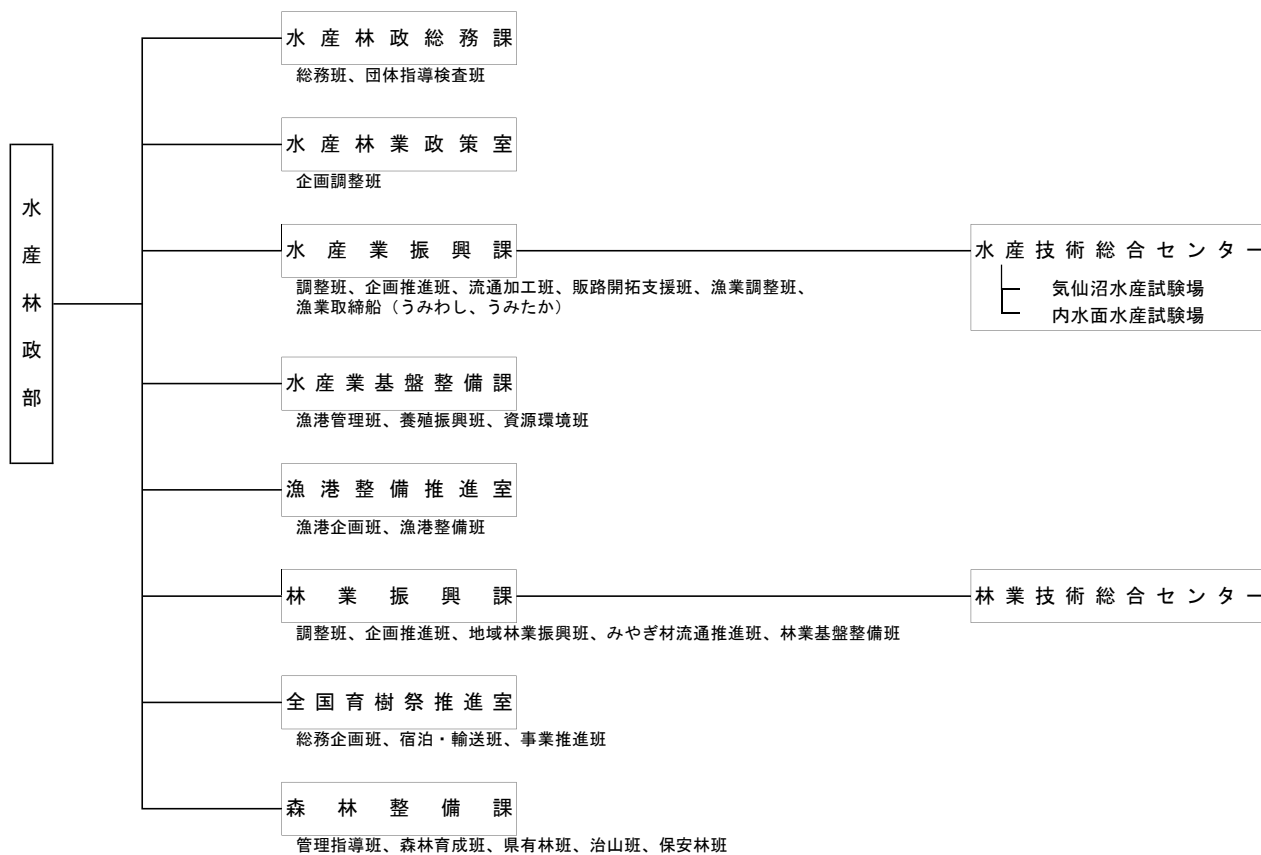 水産林政部
水産林政総務課
総務班、団体指導検査班
水産林業政策室
企画調整班
水産業振興課
調整班、企画推進班、流通加工班、販路開拓支援班、漁業調整班、
漁業取締船（うみわし、うみたか）
水産技術総合センター
気仙沼水産試験場
内水面水産試験場
水産業基盤整備課
漁港管理班、養殖振興班、資源環境班
漁港整備推進室
漁港企画班、漁港整備班
林業振興課
調整班、企画推進班、地域林業振興班、みやぎ材流通推進班、林業基盤整備班
林業技術総合センター
全国育樹祭推進室
総務企画班、宿泊・輸送班、事業推進班
森林整備課
管理指導班、森林育成班、県有林班、治山班、保安林班